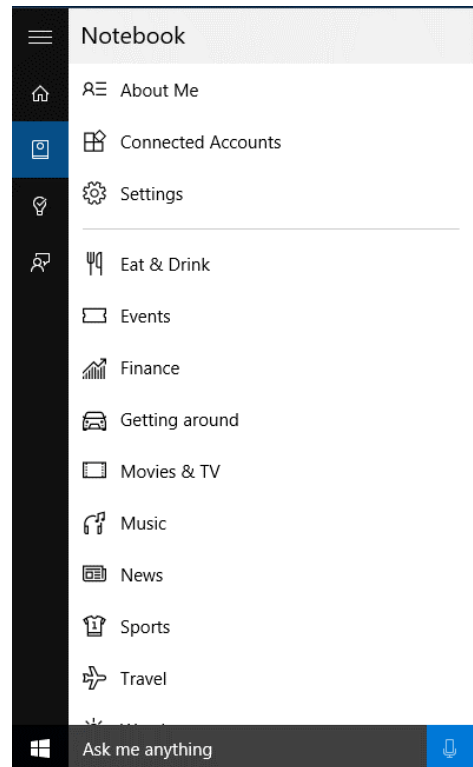 Notebook
About Me
Connected Accounts
Settings
Eat & Drink
Events
Finance
Getting around
Movies & TV
Music
News
1
Sports
Travel
Ask me anything